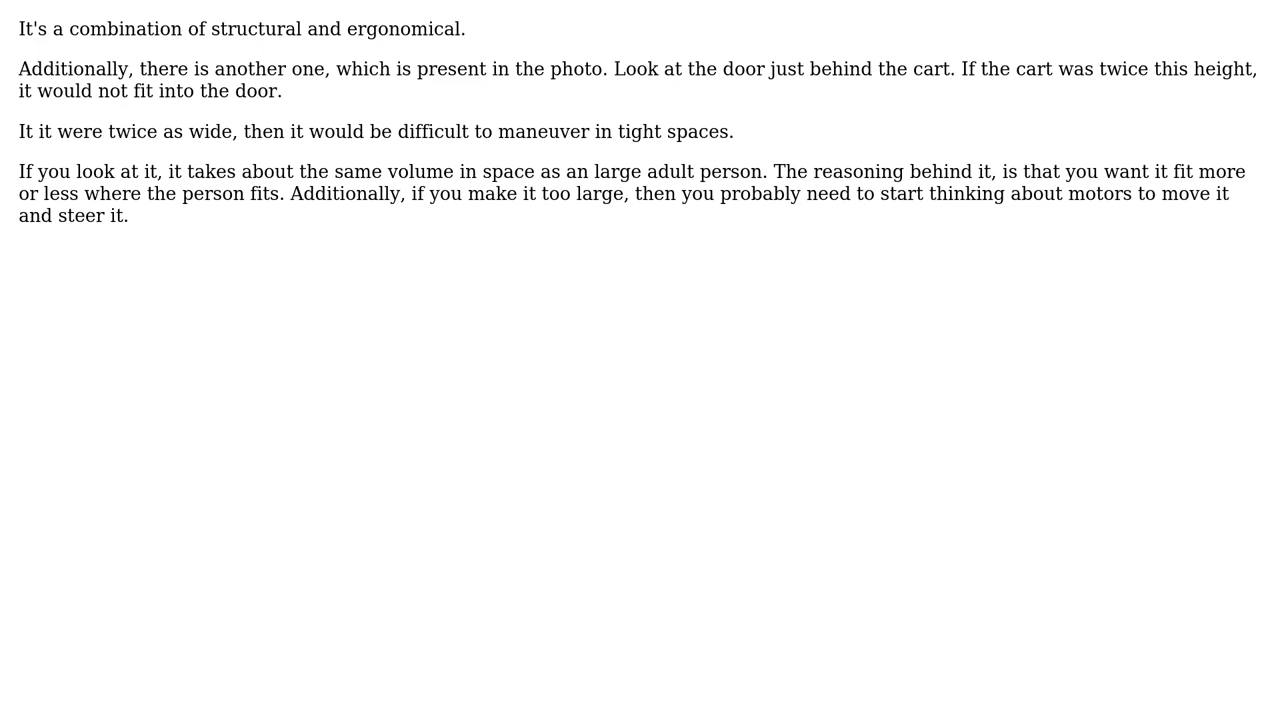 It's a combination of structural and ergonomical.
Additionally, there is another one, which is present in the photo. Look at the door just behind the cart. If the cart was twice this height,
it would not fit into the door.
It it were twice as wide, then it would be difficult to maneuver in tight spaces.
If you look at it, it takes about the same volume in space as an large adult person. The reasoning behind it, is that you want it fit more
or less where the person fits. Additionally, if you make it too large, then you probably need to start thinking about motors to move it
and steer it.